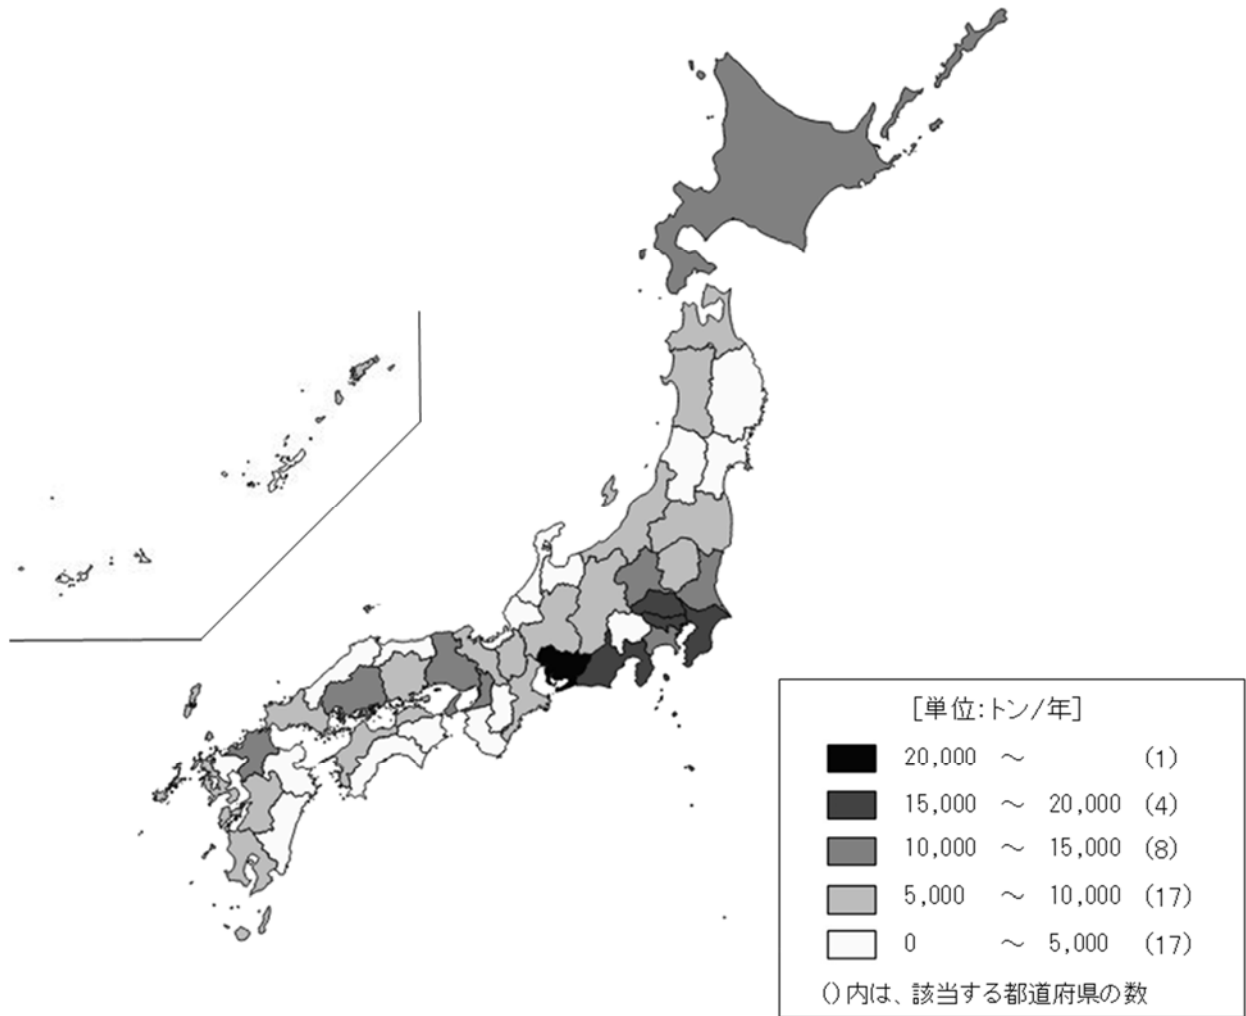 [単位:トン/年]
20,000 ～ (1)
15,000 ～ 20,000 (4)
10,000 ～ 15,000 (8)
5,000 ～ 10,000 (17)
0 ～ 5,000 (17)
()内は、該当する都道府県の数